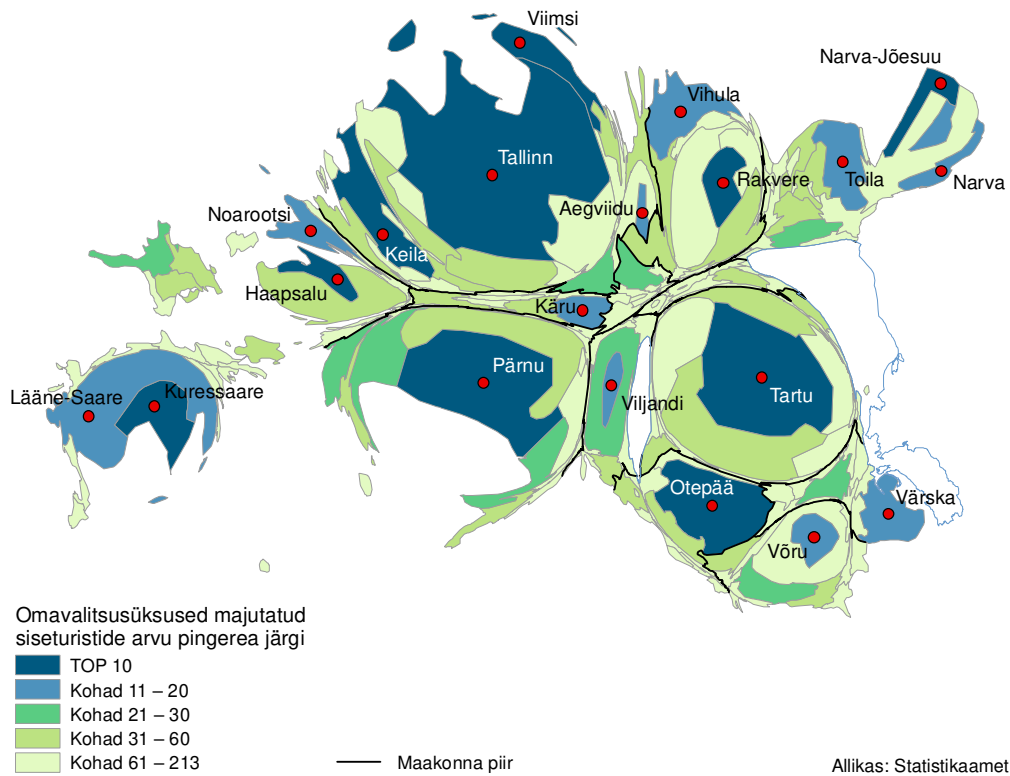 Viimsi
Narva-Jõesuu
Vihula
Tallinn
Rakvere
Toila
Narva
Noarootsi
Aegviidu
Keila
Haapsalu
Käru
Pärnu
Lääne-Saare
Kuressaare
Viljandi
Tartu
Otepää
Värska
Võru
Omavalitsusüksused majutatud
siseturistide arvu pingerea järgi
TOP 10
Kohad 11 – 20
Kohad 21 – 30
Kohad 31 – 60
Kohad 61 – 213
Maakonna piir
Allikas: Statistikaamet